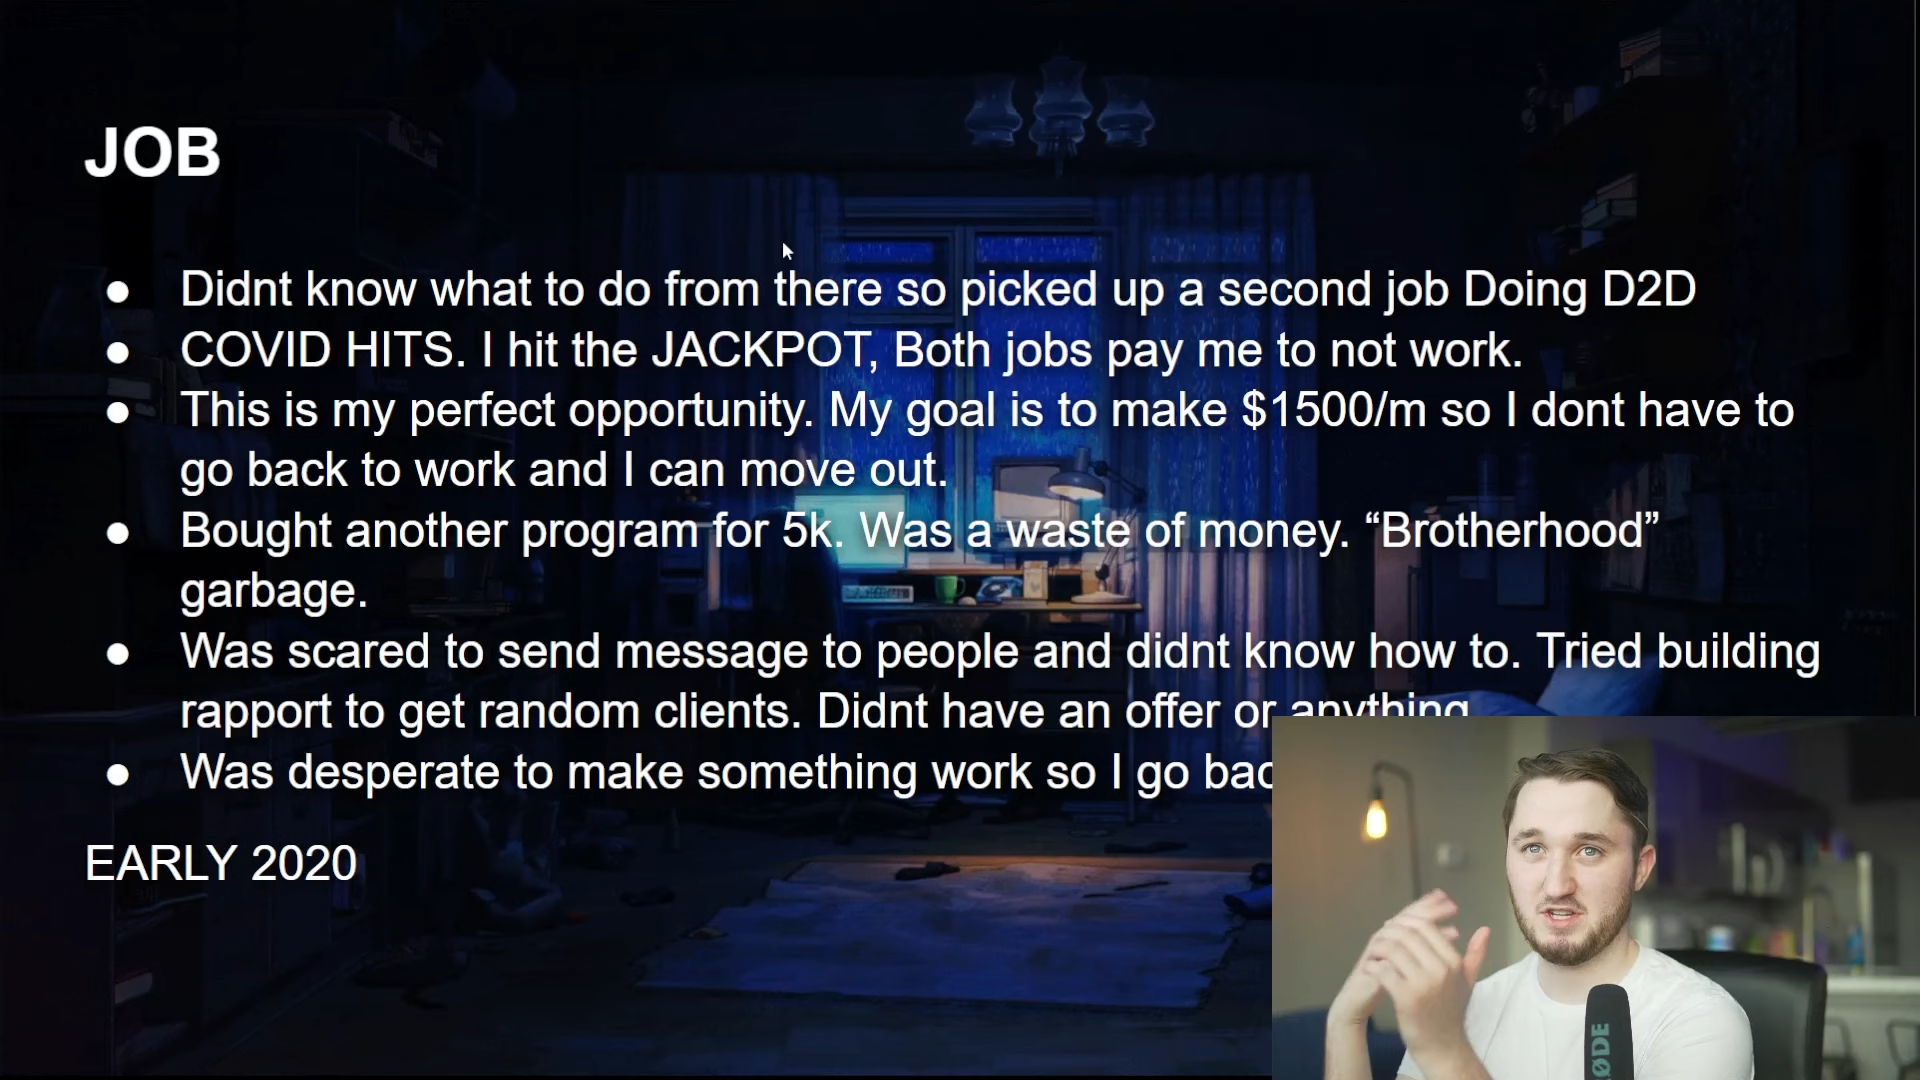 JOB
● Didnt know what to do from there so picked up a second job Doing D2D
● COVID HITS. I hit the JACKPOT, Both jobs pay me to not work.
● This is my perfect opportunity. My goal is to make $1500/m so I dont have to
go back to work and I can move out.
● Bought another program for 5k. Was a waste of money. “Brotherhood”
garbage.
● Was scared to send message to people and didnt know how to. Tried building
rapport to get random clients. Didnt have an offer or anything
● Was desperate to make something work so I go
EARLY 2020
RØDE